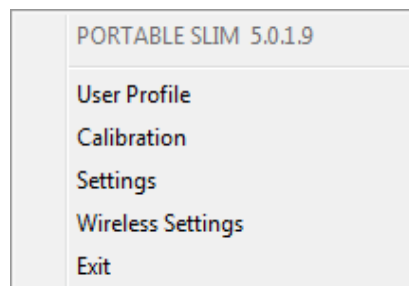 PORTABLE SLIM 5.0.1.9
User Profile
Calibration
Settings
Wireless Settings
Exit